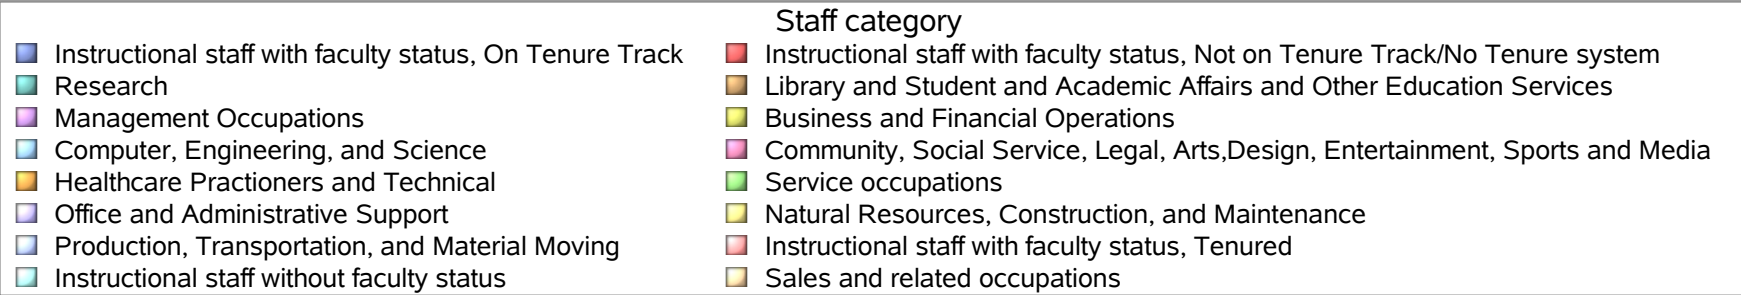 Staff category
Instructional staff with faculty status, On Tenure Track
Instructional staff with faculty status, Not on Tenure Track/No Tenure system
Research
Library and Student and Academic Affairs and Other Education Services
Management Occupations
Business and Financial Operations
Computer, Engineering, and Science
Community, Social Service, Legal, Arts,Design, Entertainment, Sports and Media
Healthcare Practioners and Technical
Service occupations
Office and Administrative Support
Natural Resources, Construction, and Maintenance
Production, Transportation, and Material Moving
Instructional staff with faculty status, Tenured
Instructional staff without faculty status
Sales and related occupations